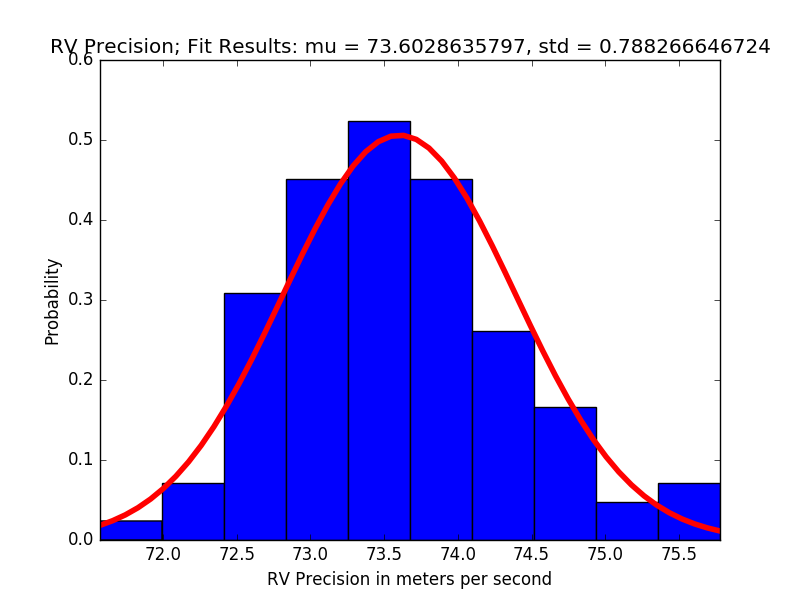 RV Precision; Fit Results: mu = 73.6028635797, std = 0.788266646724
0.6
0.5
0.4
0.3
0.2
0.1
0.0
Probability
72.0 72.5 73.0 73.5 74.0 74.5 75.0 75.5
RV Precision in meters per second